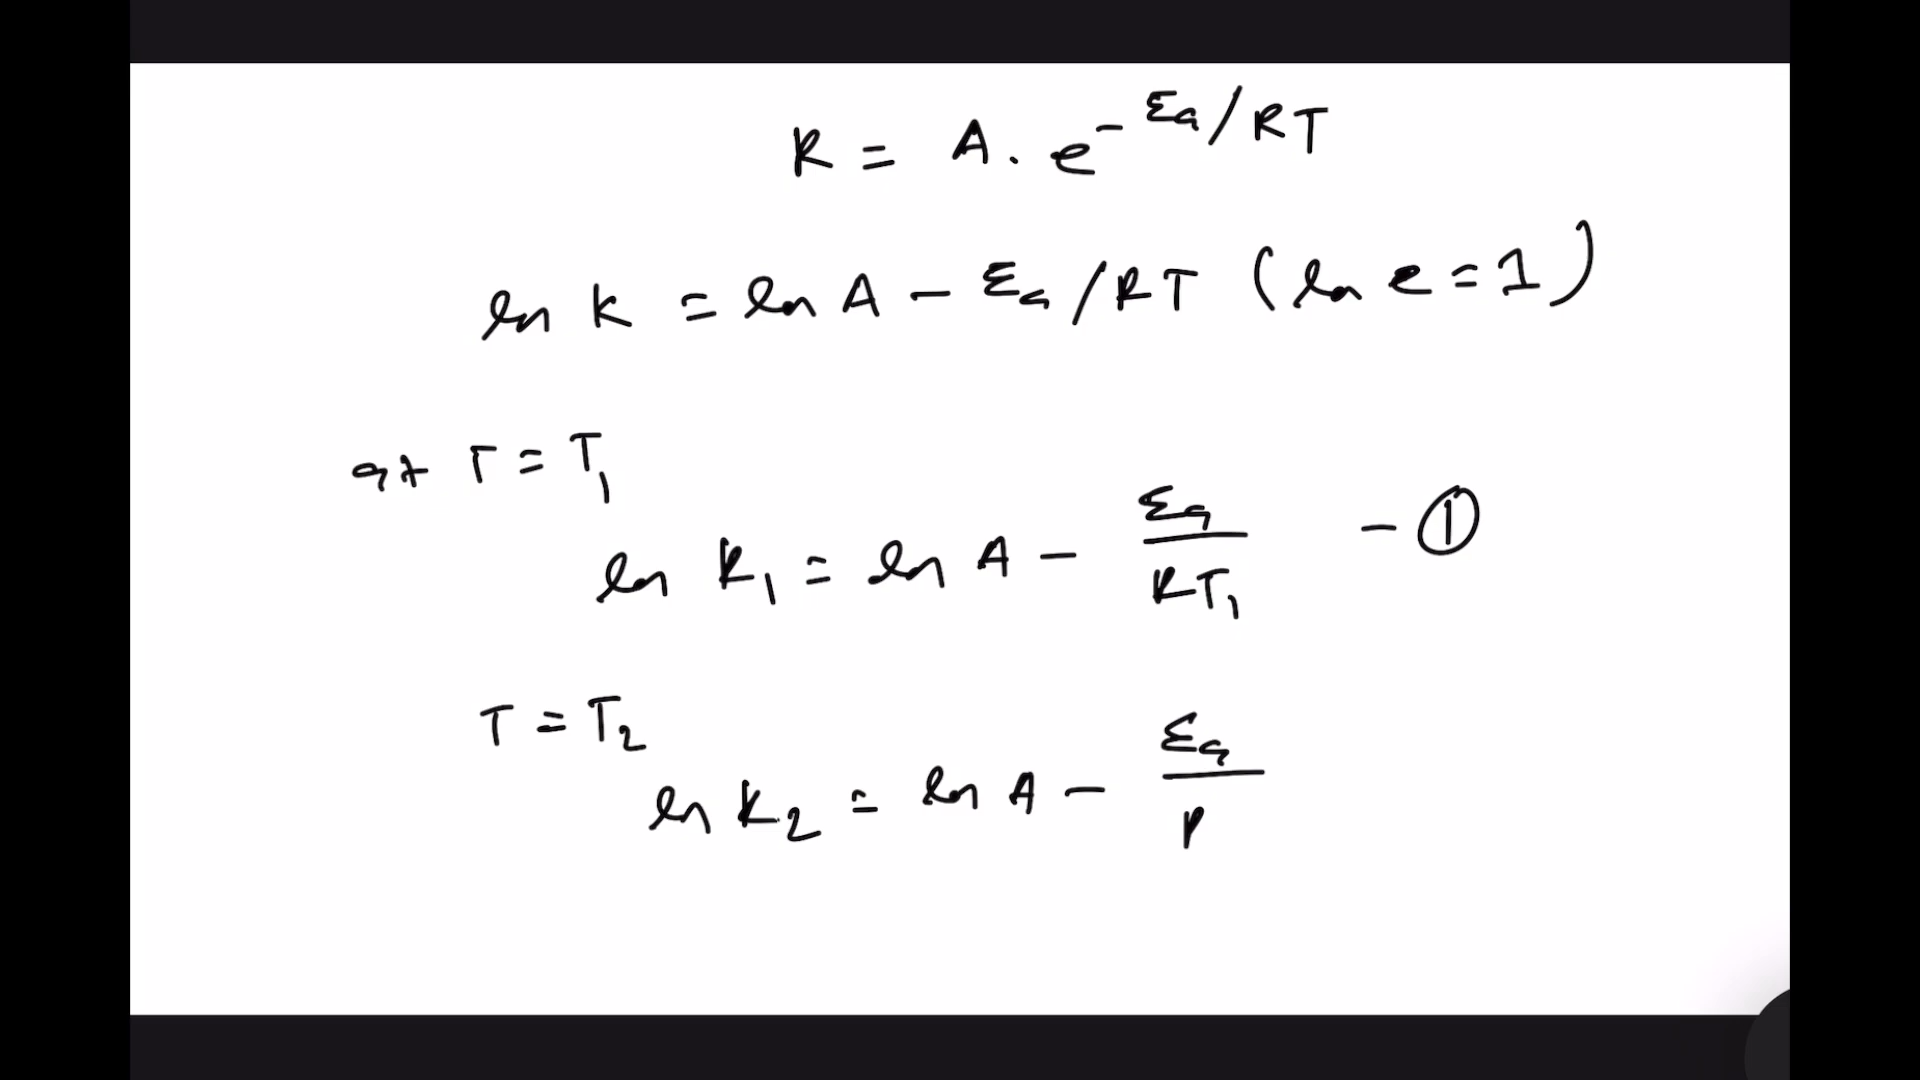 K = A . e^(-Ea/RT)
ln K = ln A - Ea/RT (ln e = 1)
at T = T₁
ln K₁ = ln A - Ea/RT₁ - ①
T = T₂
ln K₂ = ln A - Ea/